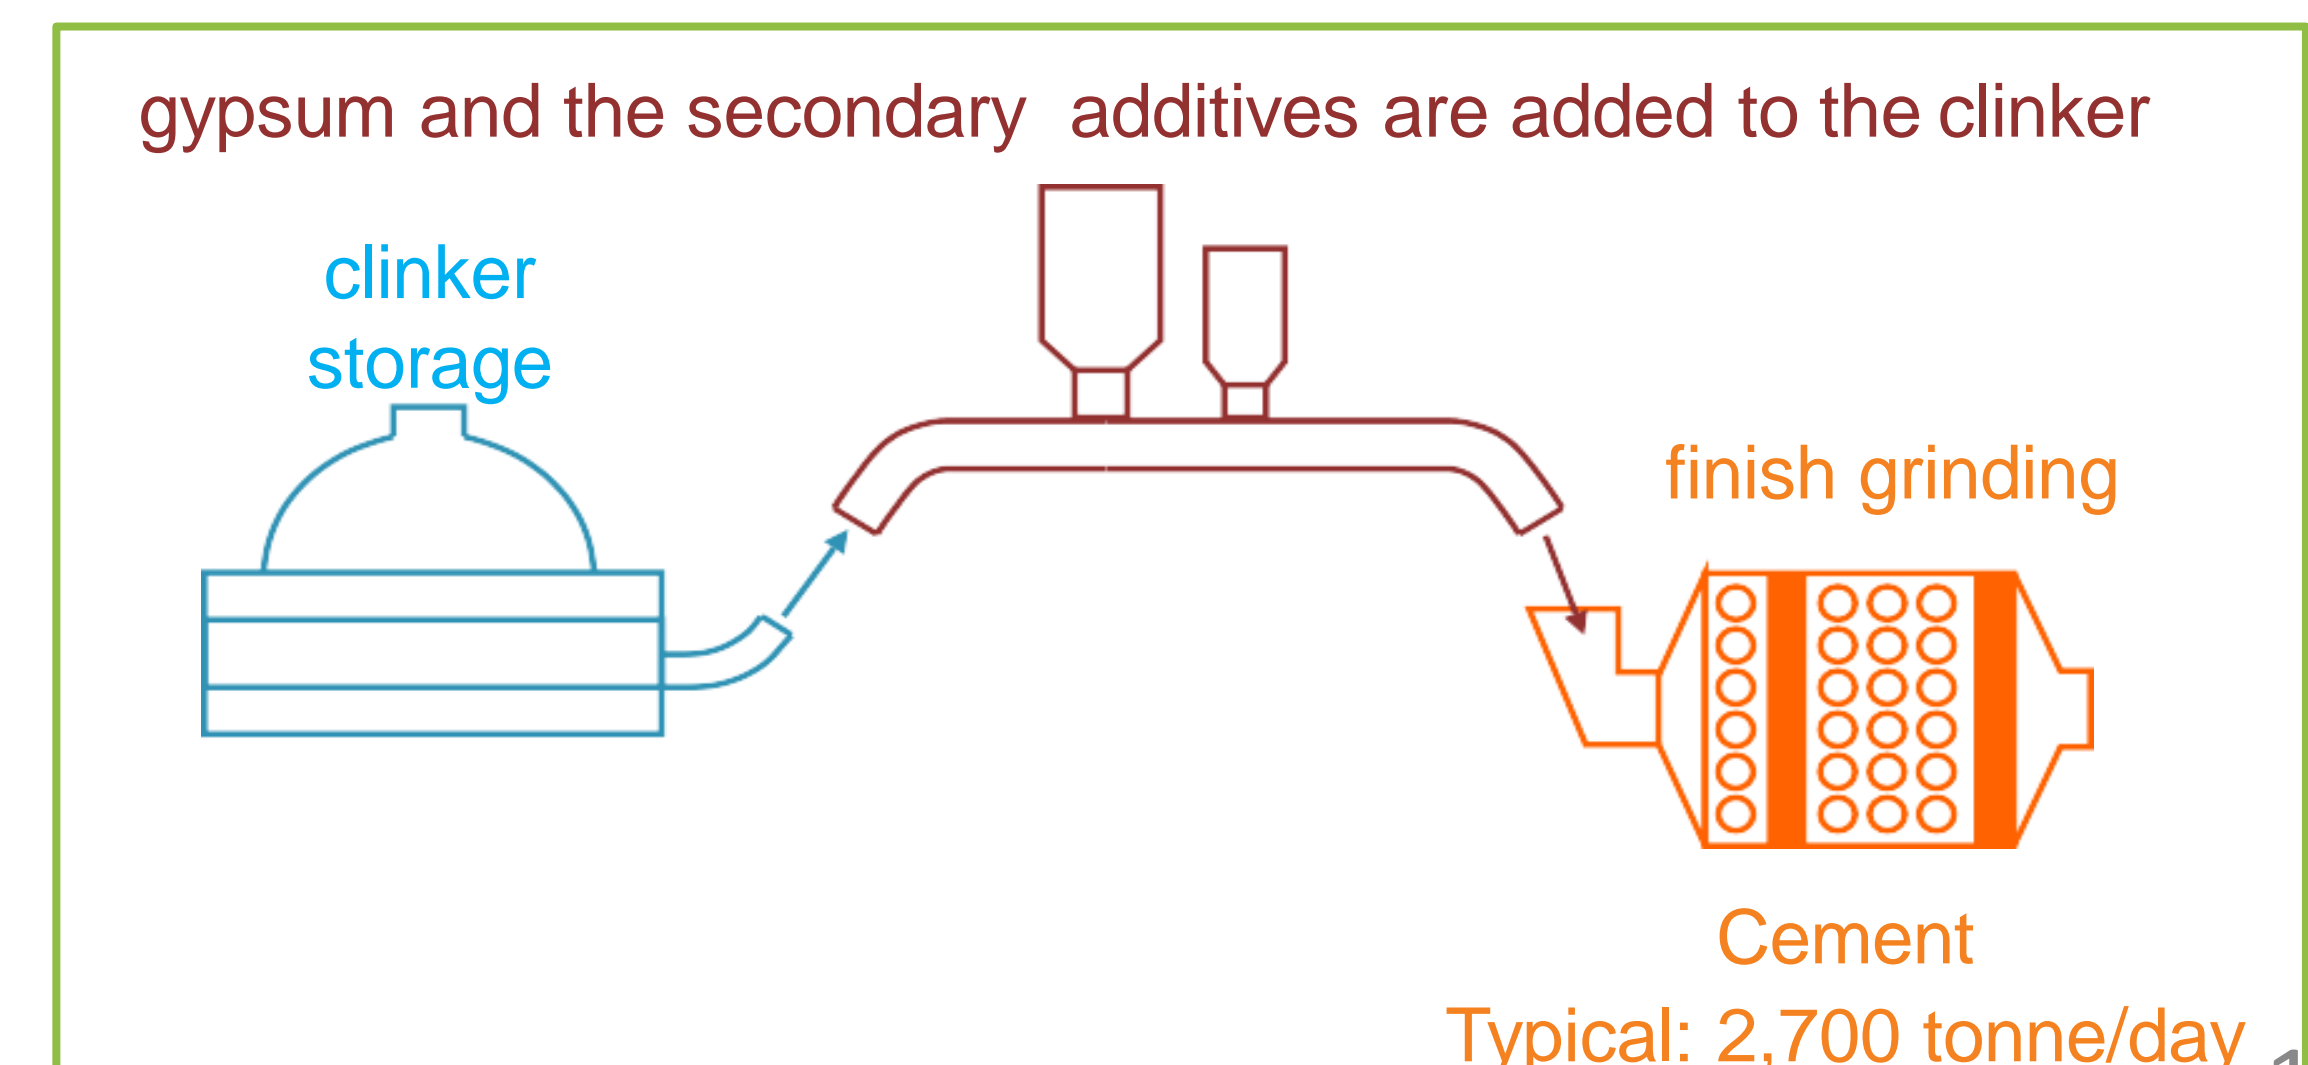 gypsum and the secondary additives are added to the clinker
clinker
storage
finish grinding
Cement
Typical: 2,700 tonne/day